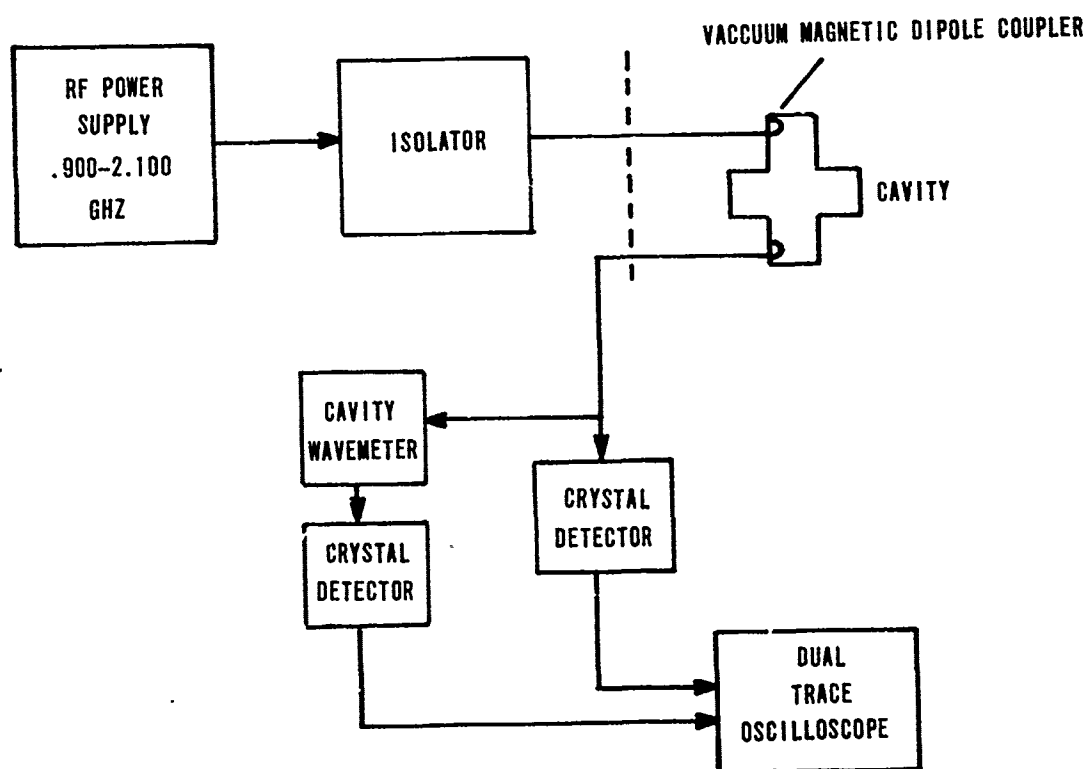 VACCUUM MAGNETIC DIPOLE COUPLER
RF POWER
SUPPLY
.900-2.100
GHZ
ISOLATOR
CAVITY
CAVITY
WAVEMETER
CRYSTAL
DETECTOR
CRYSTAL
DETECTOR
DUAL
TRACE
OSCILLOSCOPE